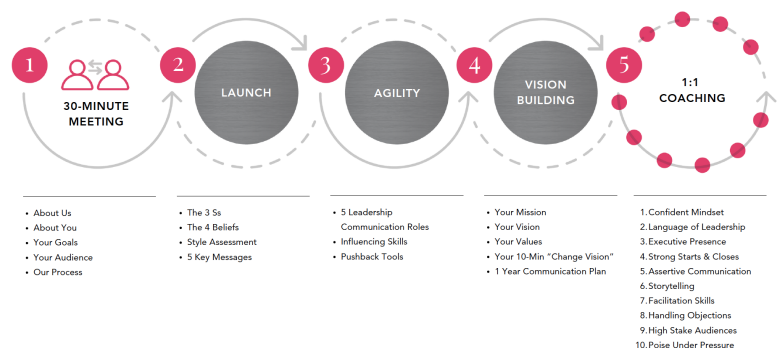 1
30-MINUTE
MEETING
2
LAUNCH
3
AGILITY
4
VISION
BUILDING
5
1:1
COACHING
• About Us
• About You
• Your Goals
• Your Audience
• Our Process
• The 3 Ss
• The 4 Beliefs
• Style Assessment
• 5 Key Messages
• 5 Leadership
Communication Roles
• Influencing Skills
• Pushback Tools
• Your Mission
• Your Vision
• Your Values
• Your 10-Min “Change Vision”
• 1 Year Communication Plan
1. Confident Mindset
2. Language of Leadership
3. Executive Presence
4. Strong Starts & Closes
5. Assertive Communication
6. Storytelling
7. Facilitation Skills
8. Handling Objections
9. High Stake Audiences
10. Poise Under Pressure